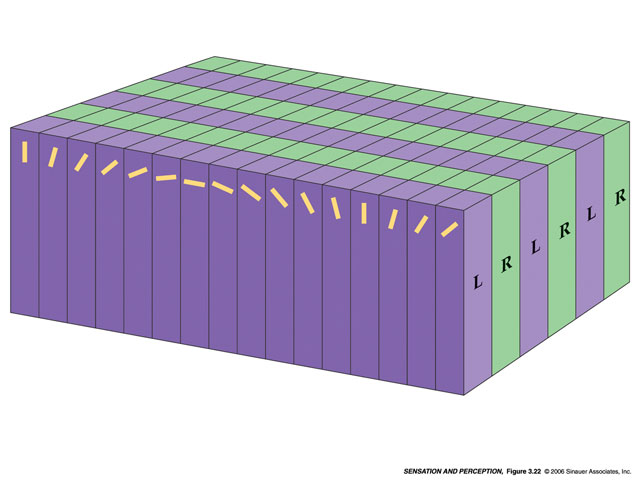 L R L R L R
SENSATION AND PERCEPTION, Figure 3.22 © 2006 Sinauer Associates, Inc.